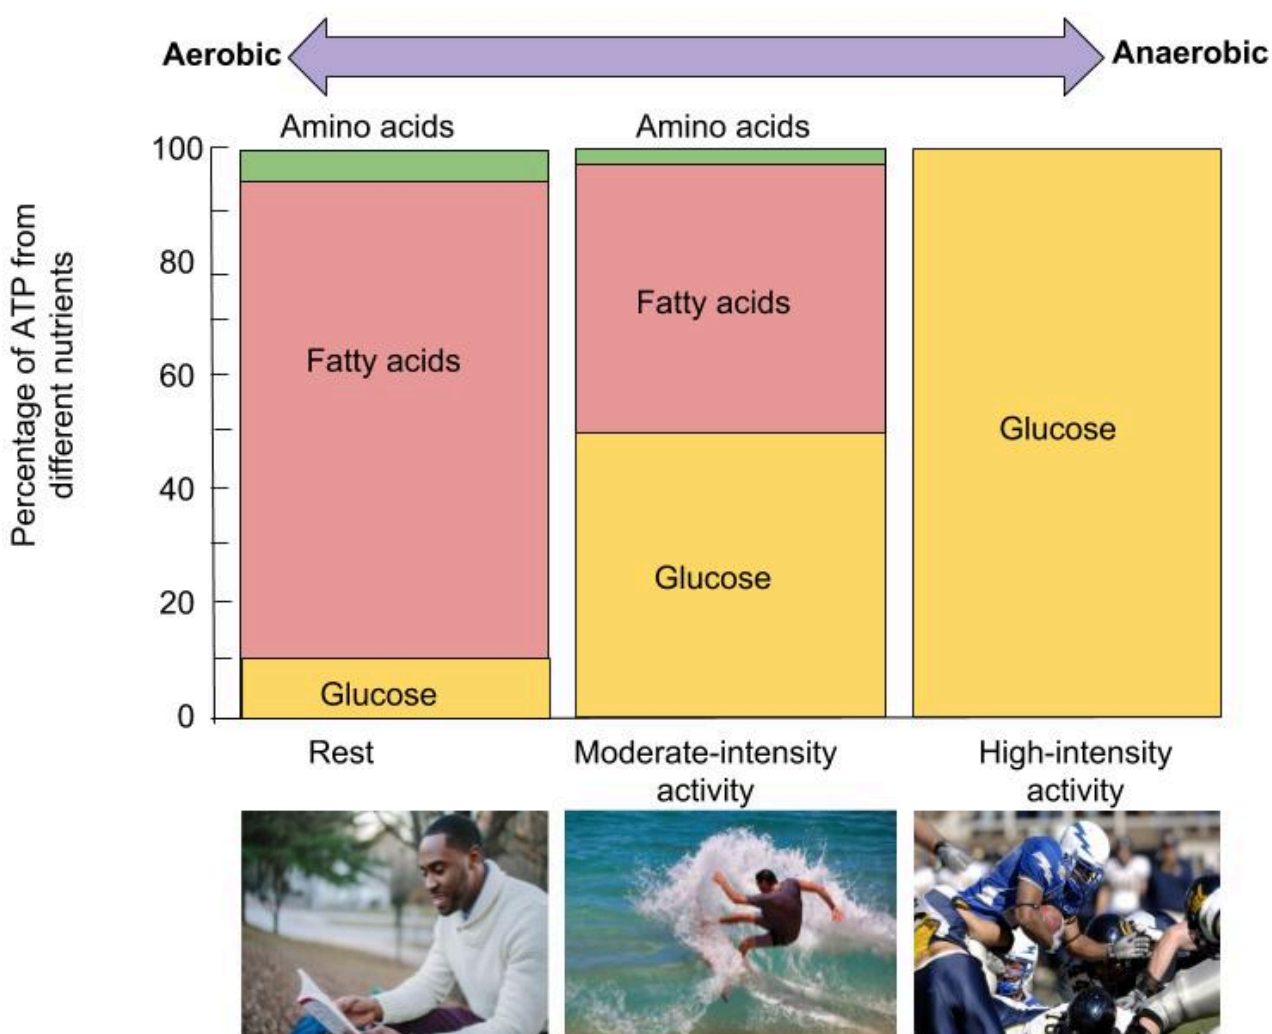 Aerobic
Anaerobic
Amino acids
Amino acids
100
80
60
40
20
0
Percentage of ATP from
different nutrients
Fatty acids
Glucose
Fatty acids
Glucose
Glucose
Rest
Moderate-intensity
activity
High-intensity
activity